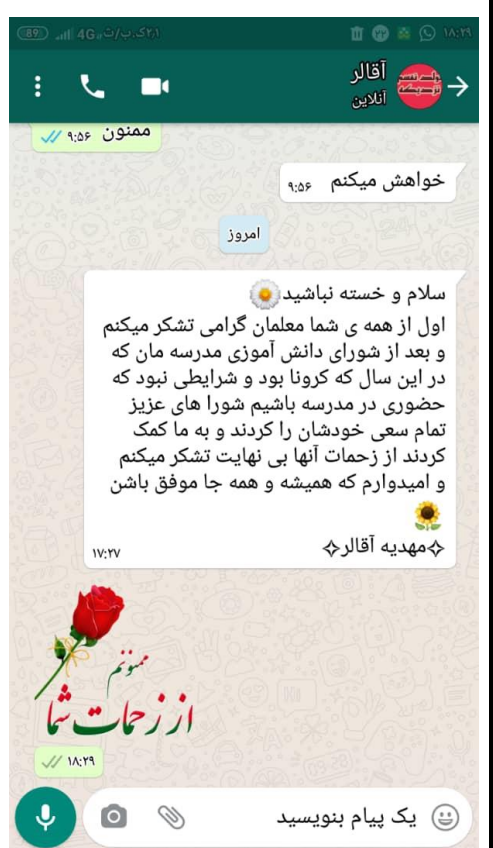 ۱۸:۲۹ ۲٫۱ک.ب/ث 4G 89
آقالر
آنلاین
ممنون ۹:۵۶
خواهش میکنم ۹:۵۶
امروز
سلام و خسته نباشید🌼
اول از همه ی شما معلمان گرامی تشکر میکنم
و بعد از شورای دانش آموزی مدرسه مان که
در این سال که کرونا بود و شرایطی نبود که
حضوری در مدرسه باشیم شورا های عزیز
تمام سعی خودشان را کردند و به ما کمک
کردند از زحمات آنها بی نهایت تشکر میکنم
و امیدوارم که همیشه و همه جا موفق باشن
🌻
✧مهدیه آقالر✧
۱۷:۲۷
ممنونم
از زحمات شما
۱۸:۲۹
یک پیام بنویسید